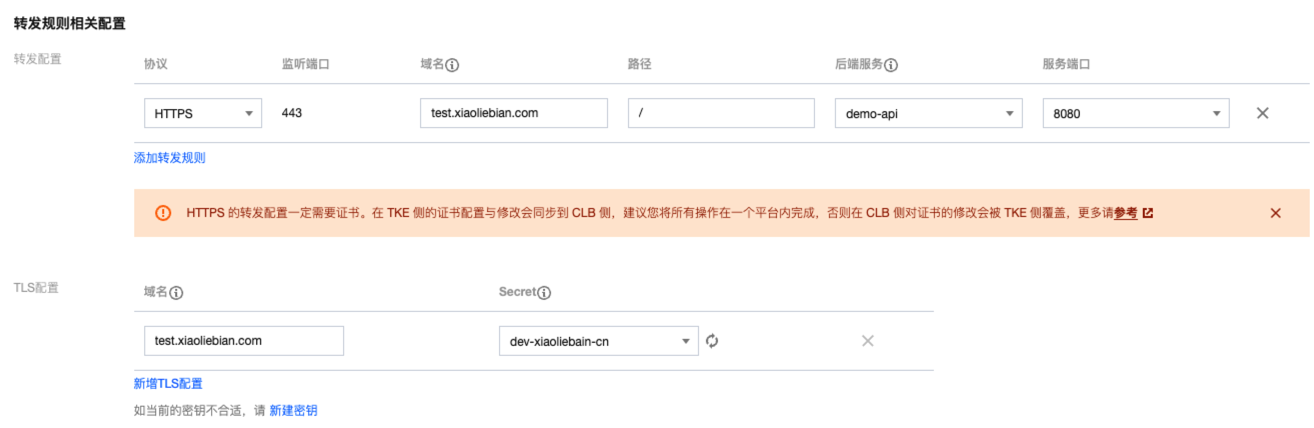 转发规则相关配置
转发配置
协议 监听端口 域名 路径 后端服务 服务端口
HTTPS 443 test.xiaoliebian.com / demo-api 8080
添加转发规则
HTTPS 的转发配置一定需要证书。在 TKE 侧的证书配置与修改会同步到 CLB 侧，建议您将所有操作在一个平台内完成，否则在 CLB 侧对证书的修改会被 TKE 侧覆盖，更多请参考
TLS配置
域名 Secret
test.xiaoliebian.com dev-xiaoliebain-cn
新增TLS配置
如当前的密钥不合适，请 新建密钥